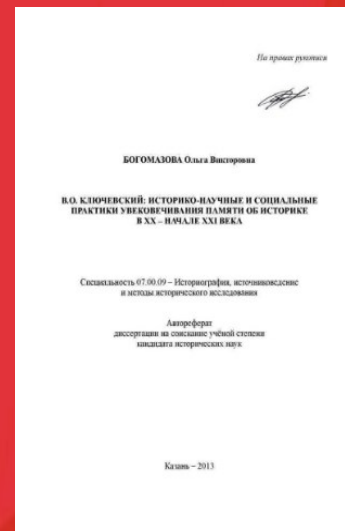 На правах рукописи
БОГОМАЗОВА Ольга Викторовна
В.О. КЛЮЧЕВСКИЙ: ИСТОРИКО-НАУЧНЫЕ И СОЦИАЛЬНЫЕ
ПРАКТИКИ УВЕКОВЕЧИВАНИЯ ПАМЯТИ ОБ ИСТОРИКЕ
В XX – НАЧАЛЕ XXI ВЕКА
Специальность 07.00.09 – Историография, источниковедение
и методы исторического исследования
Автореферат
диссертации на соискание учёной степени
кандидата исторических наук
Казань – 2013